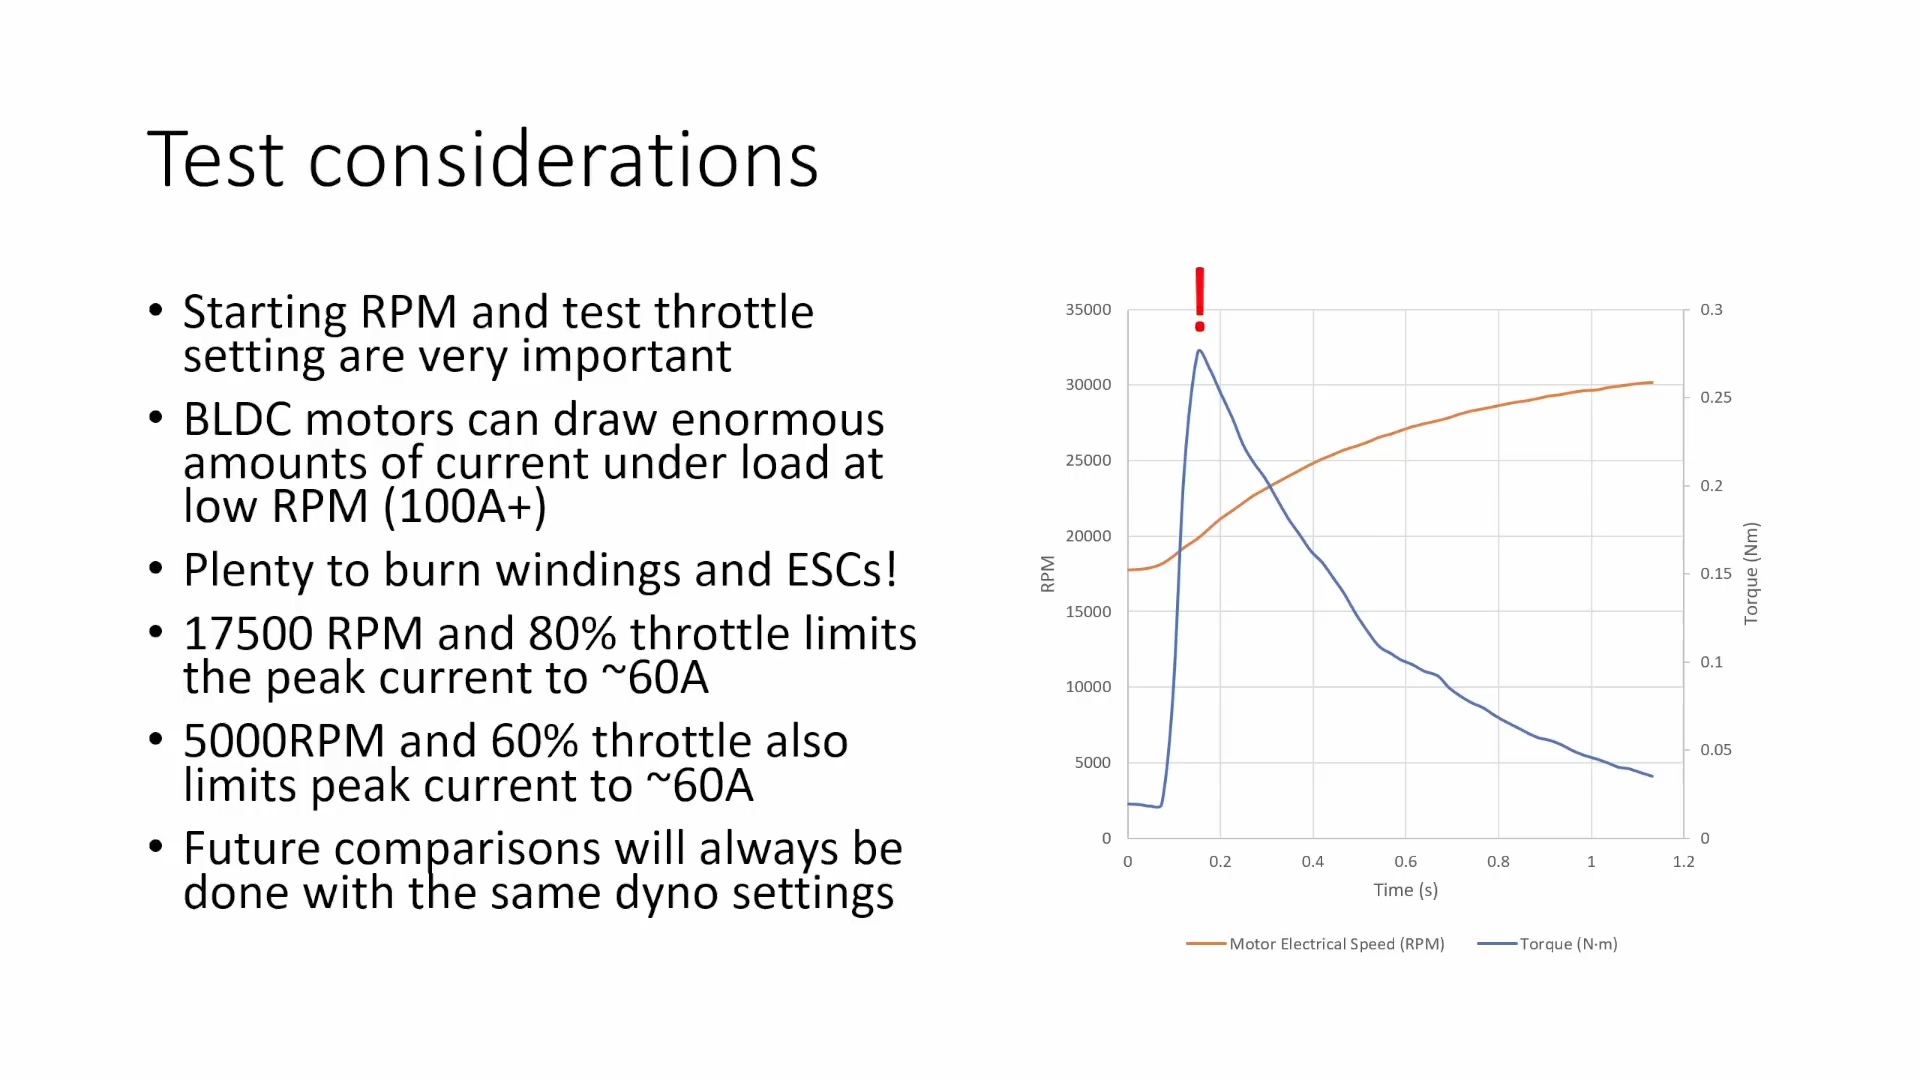 Test considerations
• Starting RPM and test throttle
setting are very important
• BLDC motors can draw enormous
amounts of current under load at
low RPM (100A+)
• Plenty to burn windings and ESCs!
• 17500 RPM and 80% throttle limits
the peak current to ~60A
• 5000RPM and 60% throttle also
limits peak current to ~60A
• Future comparisons will always be
done with the same dyno settings
!
35000
30000
25000
20000
15000
10000
5000
0
RPM
0.3
0.25
0.2
0.15
0.1
0.05
0
Torque (Nm)
0 0.2 0.4 0.6 0.8 1 1.2
Time (s)
Motor Electrical Speed (RPM) Torque (N·m)